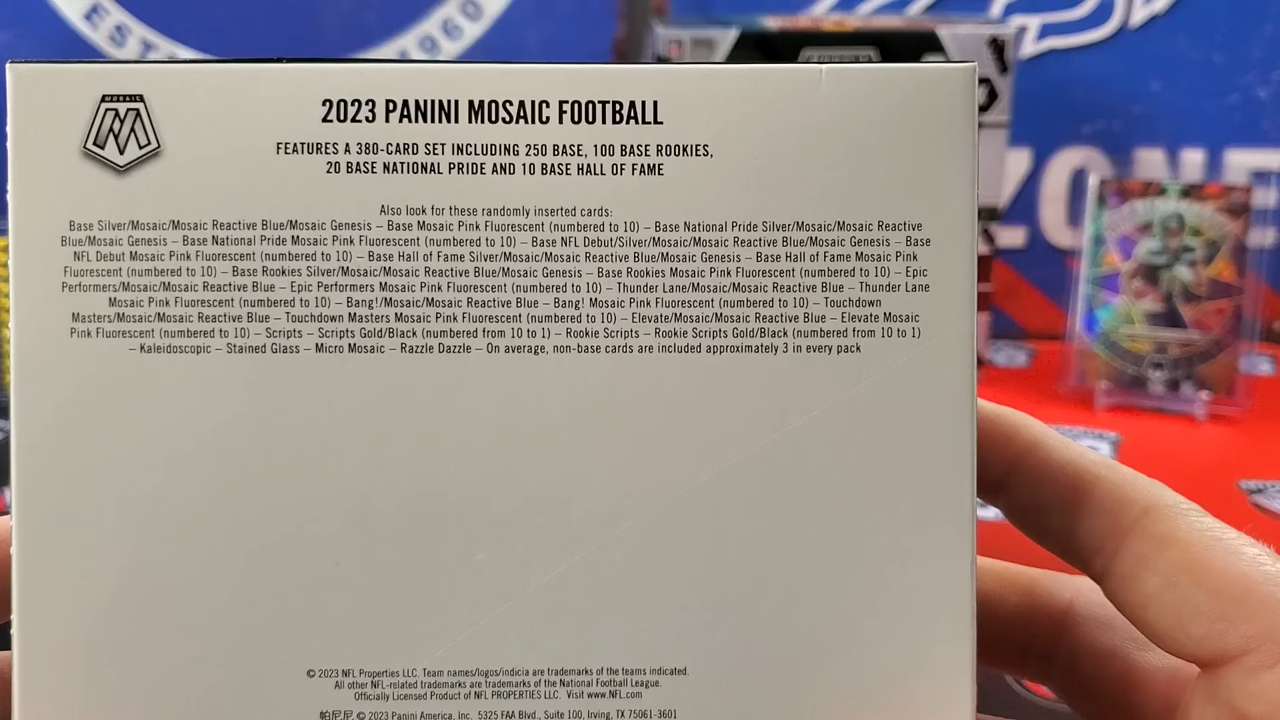 ESTA
1960
MOSAIC
2023 PANINI MOSAIC FOOTBALL
FEATURES A 380-CARD SET INCLUDING 250 BASE, 100 BASE ROOKIES,
20 BASE NATIONAL PRIDE AND 10 BASE HALL OF FAME
Also look for these randomly inserted cards:
Base Silver/Mosaic/Mosaic Reactive Blue/Mosaic Genesis – Base Mosaic Pink Fluorescent (numbered to 10) – Base National Pride Silver/Mosaic/Mosaic Reactive
Blue/Mosaic Genesis – Base National Pride Mosaic Pink Fluorescent (numbered to 10) – Base NFL Debut/Silver/Mosaic/Mosaic Reactive Blue/Mosaic Genesis – Base
NFL Debut Mosaic Pink Fluorescent (numbered to 10) – Base Hall of Fame Silver/Mosaic/Mosaic Reactive Blue/Mosaic Genesis – Base Hall of Fame Mosaic Pink
Fluorescent (numbered to 10) – Base Rookies Silver/Mosaic/Mosaic Reactive Blue/Mosaic Genesis – Base Rookies Mosaic Pink Fluorescent (numbered to 10) – Epic
Performers/Mosaic/Mosaic Reactive Blue – Epic Performers Mosaic Pink Fluorescent (numbered to 10) – Thunder Lane/Mosaic/Mosaic Reactive Blue – Thunder Lane
Mosaic Pink Fluorescent (numbered to 10) – Bang!/Mosaic/Mosaic Reactive Blue – Bang! Mosaic Pink Fluorescent (numbered to 10) – Touchdown
Masters/Mosaic/Mosaic Reactive Blue – Touchdown Masters Mosaic Pink Fluorescent (numbered to 10) – Elevate/Mosaic/Mosaic Reactive Blue – Elevate Mosaic
Pink Fluorescent (numbered to 10) – Scripts – Scripts Gold/Black (numbered from 10 to 1) – Rookie Scripts – Rookie Scripts Gold/Black (numbered from 10 to 1)
– Kaleidoscopic – Stained Glass – Micro Mosaic – Razzle Dazzle – On average, non-base cards are included approximately 3 in every pack
ZONE
© 2023 NFL Properties LLC. Team names/logos/indicia are trademarks of the teams indicated.
All other NFL-related trademarks are trademarks of the National Football League.
Officially Licensed Product of NFL PROPERTIES LLC. Visit www.NFL.com
帕尼尼 © 2023 Panini America, Inc. 5325 FAA Blvd., Suite 100, Irving, TX 75061-3601